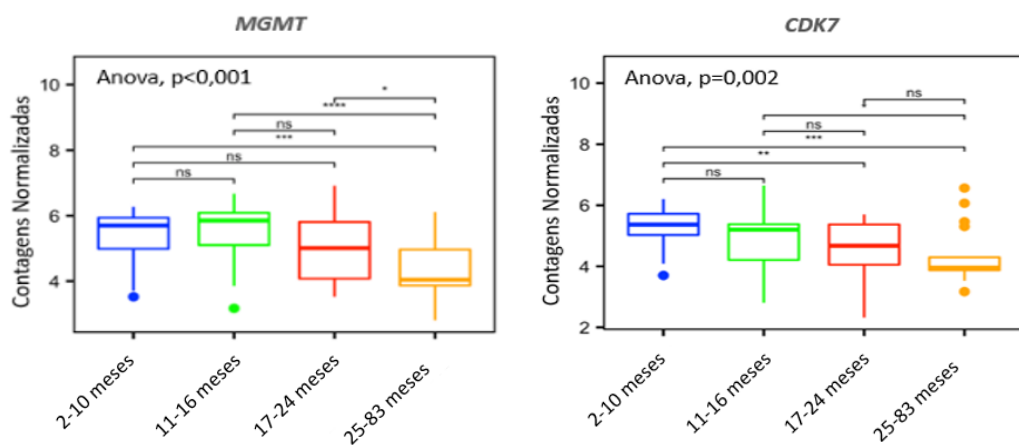 MGMT
Anova, p<0,001
*
****
ns
***
ns
ns
Contagens Normalizadas
10
8
6
4
2-10 meses
11-16 meses
17-24 meses
25-83 meses
CDK7
Anova, p=0,002
ns
*
ns
***
**
ns
Contagens Normalizadas
10
8
6
4
2
2-10 meses
11-16 meses
17-24 meses
25-83 meses